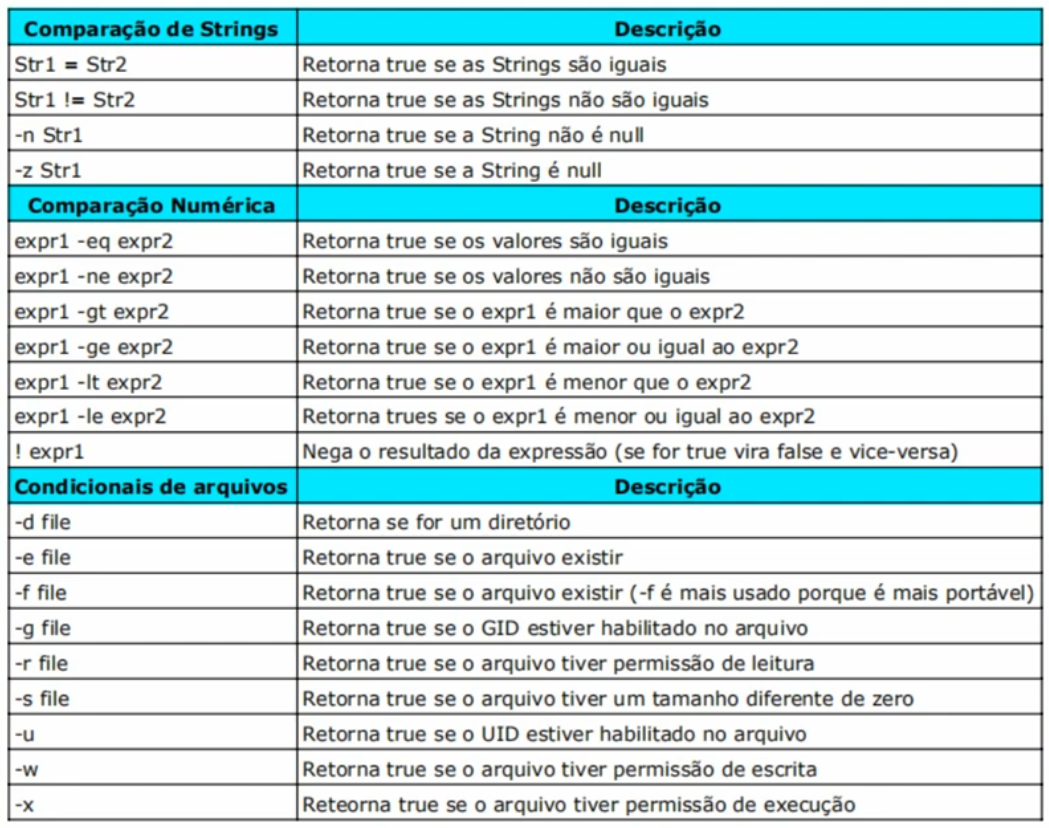 Comparação de Strings Descrição
Str1 = Str2 Retorna true se as Strings são iguais
Str1 != Str2 Retorna true se as Strings não são iguais
-n Str1 Retorna true se a String não é null
-z Str1 Retorna true se a String é null
Comparação Numérica Descrição
expr1 -eq expr2 Retorna true se os valores são iguais
expr1 -ne expr2 Retorna true se os valores não são iguais
expr1 -gt expr2 Retorna true se o expr1 é maior que o expr2
expr1 -ge expr2 Retorna true se o expr1 é maior ou igual ao expr2
expr1 -lt expr2 Retorna true se o expr1 é menor que o expr2
expr1 -le expr2 Retorna trues se o expr1 é menor ou igual ao expr2
! expr1 Nega o resultado da expressão (se for true vira false e vice-versa)
Condicionais de arquivos Descrição
-d file Retorna se for um diretório
-e file Retorna true se o arquivo existir
-f file Retorna true se o arquivo existir (-f é mais usado porque é mais portável)
-g file Retorna true se o GID estiver habilitado no arquivo
-r file Retorna true se o arquivo tiver permissão de leitura
-s file Retorna true se o arquivo tiver um tamanho diferente de zero
-u Retorna true se o UID estiver habilitado no arquivo
-w Retorna true se o arquivo tiver permissão de escrita
-x Reteorna true se o arquivo tiver permissão de execução